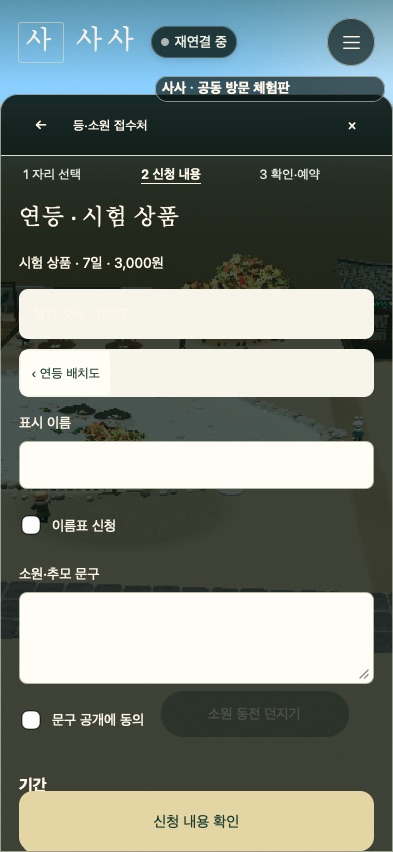 사 사사
재연결 중
사사 · 공동 방문 체험판
← 등·소원 접수처 ×
1 자리 선택 2 신청 내용 3 확인·예약
연등 · 시험 상품
시험 상품 · 7일 · 3,000원
‹ 연등 배치도
표시 이름
이름표 신청
소원·추모 문구
문구 공개에 동의
소원 동전 던지기
기간
신청 내용 확인